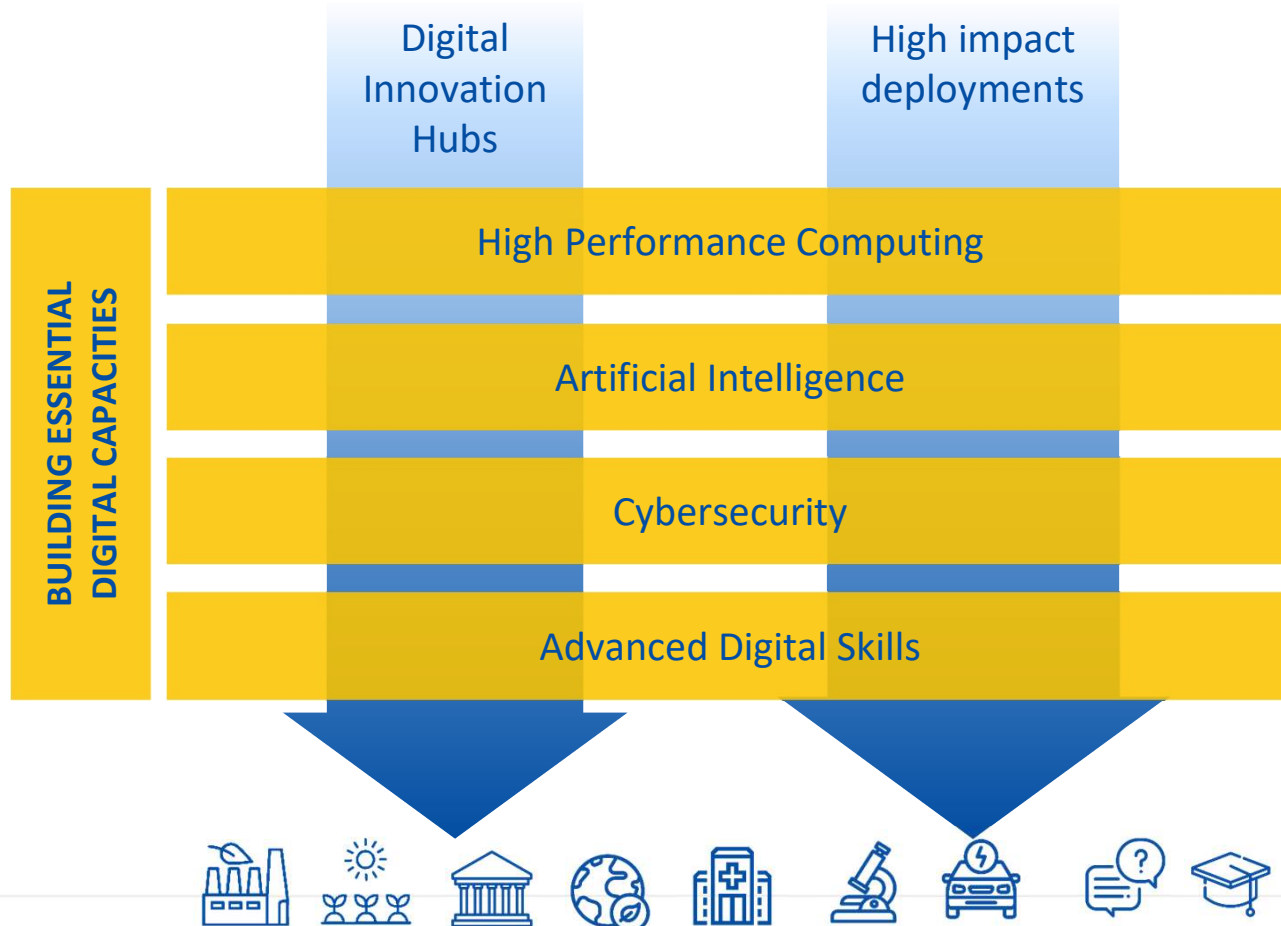 Digital
Innovation
Hubs
High impact
deployments
BUILDING ESSENTIAL
DIGITAL CAPACITIES
High Performance Computing
Artificial Intelligence
Cybersecurity
Advanced Digital Skills
?